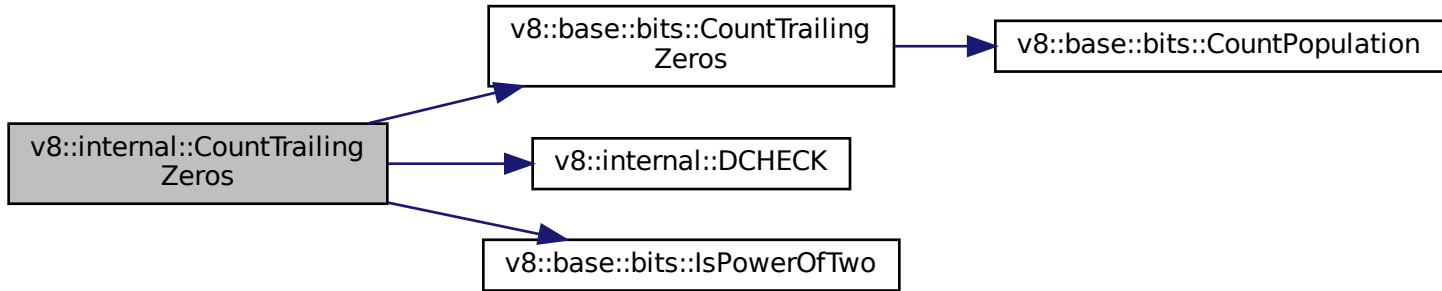 v8::internal::CountTrailing
Zeros
v8::base::bits::CountTrailing
Zeros
v8::base::bits::CountPopulation
v8::internal::DCHECK
v8::base::bits::IsPowerOfTwo